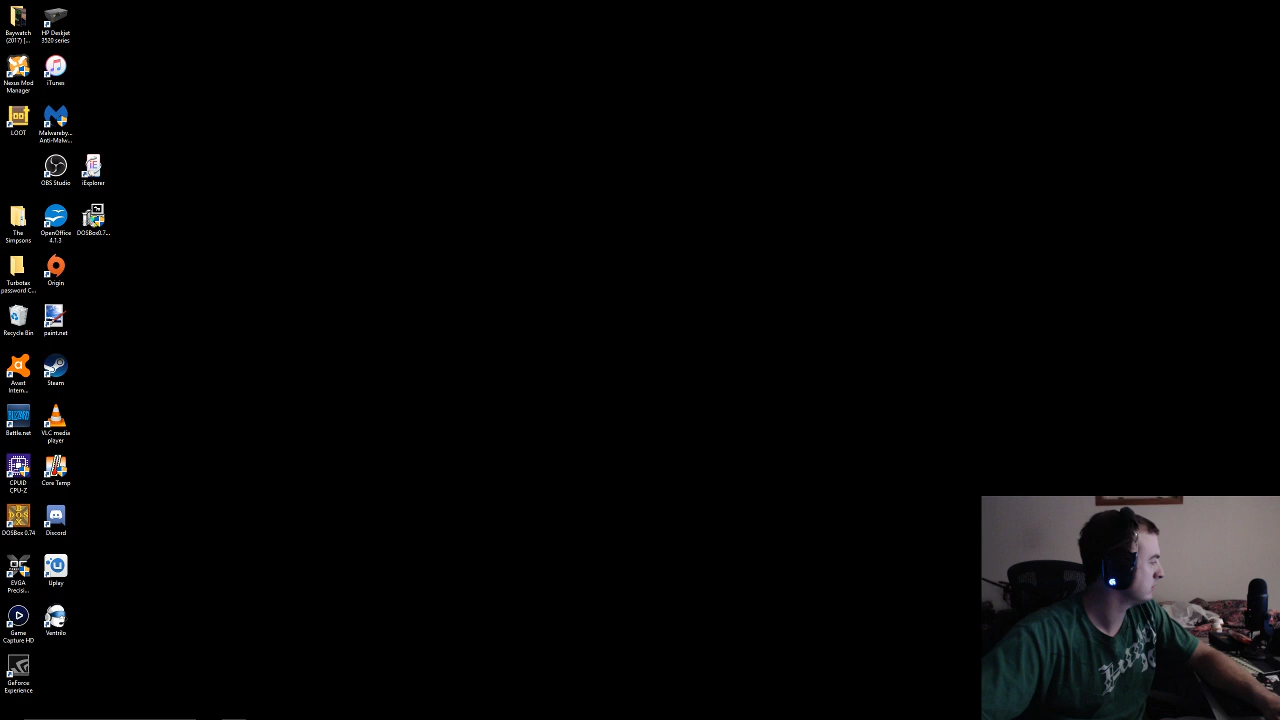 Baywatch
(2017) [...
HP Deskjet
3520 series
Nexus Mod
Manager
iTunes
LOOT
Malwareby...
Anti-Malw...
OBS Studio
iExplorer
The
Simpsons
OpenOffice
4.1.3
DOSBox0.7...
Turbotax
password C...
Origin
Recycle Bin
paint.net
Avast
Intern...
Steam
BLIZZARD
Battle.net
VLC media
player
CPUID
CPU-Z
Core Temp
DOSBox 0.74
Discord
EVGA
Precisi...
Uplay
Game
Capture HD
Ventrilo
GeForce
Experience